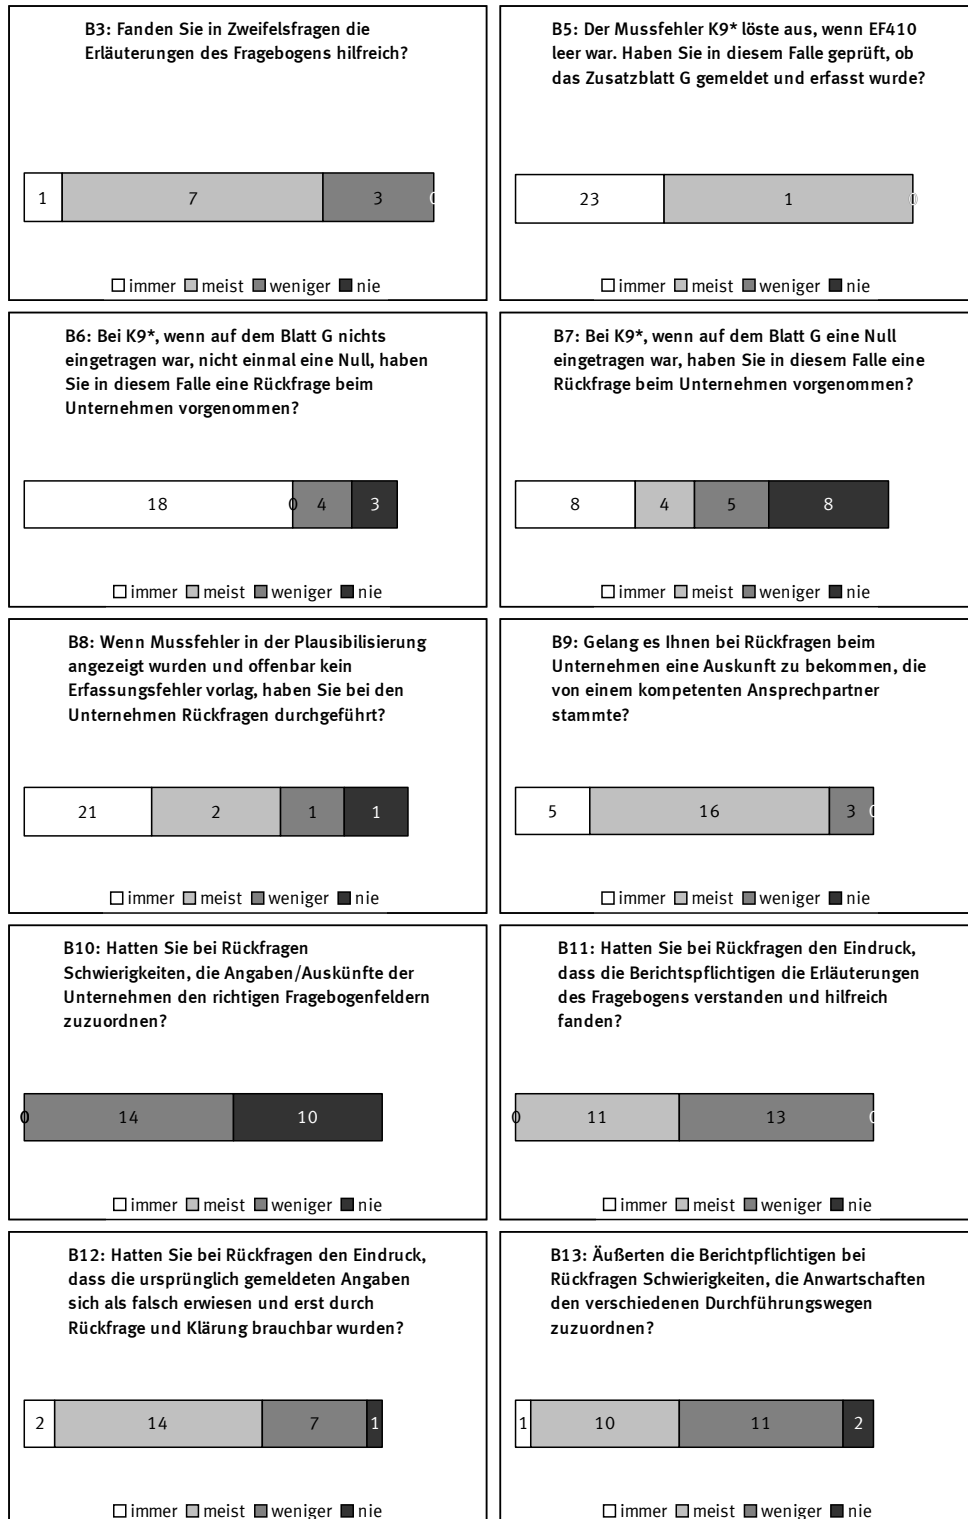 B3: Fanden Sie in Zweifelsfragen die
Erläuterungen des Fragebogens hilfreich?
1 7 3 0
immer meist weniger nie
B5: Der Mussfehler K9* löste aus, wenn EF410
leer war. Haben Sie in diesem Falle geprüft, ob
das Zusatzblatt G gemeldet und erfasst wurde?
23 1 0
immer meist weniger nie
B6: Bei K9*, wenn auf dem Blatt G nichts
eingetragen war, nicht einmal eine Null, haben
Sie in diesem Falle eine Rückfrage beim
Unternehmen vorgenommen?
18 0 4 3
immer meist weniger nie
B7: Bei K9*, wenn auf dem Blatt G eine Null
eingetragen war, haben Sie in diesem Falle eine
Rückfrage beim Unternehmen vorgenommen?
8 4 5 8
immer meist weniger nie
B8: Wenn Mussfehler in der Plausibilisierung
angezeigt wurden und offenbar kein
Erfassungsfehler vorlag, haben Sie bei den
Unternehmen Rückfragen durchgeführt?
21 2 1 1
immer meist weniger nie
B9: Gelang es Ihnen bei Rückfragen beim
Unternehmen eine Auskunft zu bekommen, die
von einem kompetenten Ansprechpartner
stammte?
5 16 3 0
immer meist weniger nie
B10: Hatten Sie bei Rückfragen
Schwierigkeiten, die Angaben/Auskünfte der
Unternehmen den richtigen Fragebogenfeldern
zuzuordnen?
0 14 10
immer meist weniger nie
B11: Hatten Sie bei Rückfragen den Eindruck,
dass die Berichtspflichtigen die Erläuterungen
des Fragebogens verstanden und hilfreich
fanden?
0 11 13 0
immer meist weniger nie
B12: Hatten Sie bei Rückfragen den Eindruck,
dass die ursprünglich gemeldeten Angaben
sich als falsch erwiesen und erst durch
Rückfrage und Klärung brauchbar wurden?
2 14 7 1
immer meist weniger nie
B13: Äußerten die Berichtpflichtigen bei
Rückfragen Schwierigkeiten, die Anwartschaften
den verschiedenen Durchführungswegen
zuzuordnen?
1 10 11 2
immer meist weniger nie